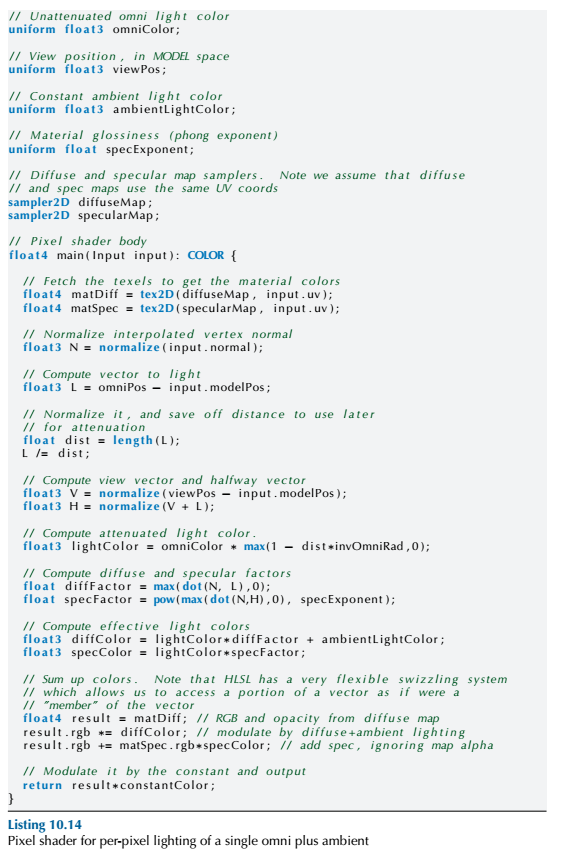 // Unattenuated omni light color
uniform float3 omniColor;
// View position, in MODEL space
uniform float3 viewPos;
// Constant ambient light color
uniform float3 ambientLightColor;
// Material glossiness (phong exponent)
uniform float specExponent;
// Diffuse and specular map samplers. Note we assume that diffuse
// and spec maps use the same UV coords
sampler2D diffuseMap;
sampler2D specularMap;
// Pixel shader body
float4 main(Input input): COLOR {
// Fetch the texels to get the material colors
float4 matDiff = tex2D(diffuseMap, input.uv);
float4 matSpec = tex2D(specularMap, input.uv);
// Normalize interpolated vertex normal
float3 N = normalize(input.normal);
// Compute vector to light
float3 L = omniPos − input.modelPos;
// Normalize it, and save off distance to use later
// for attenuation
float dist = length(L);
L /= dist;
// Compute view vector and halfway vector
float3 V = normalize(viewPos − input.modelPos);
float3 H = normalize(V + L);
// Compute attenuated light color.
float3 lightColor = omniColor * max(1 − dist*invOmniRad,0);
// Compute diffuse and specular factors
float diffFactor = max(dot(N, L),0);
float specFactor = pow(max(dot(N,H),0), specExponent);
// Compute effective light colors
float3 diffColor = lightColor*diffFactor + ambientLightColor;
float3 specColor = lightColor*specFactor;
// Sum up colors. Note that HLSL has a very flexible swizzling system
// which allows us to access a portion of a vector as if were a
// "member" of the vector
float4 result = matDiff; // RGB and opacity from diffuse map
result.rgb *= diffColor; // modulate by diffuse+ambient lighting
result.rgb += matSpec.rgb*specColor; // add spec, ignoring map alpha
// Modulate it by the constant and output
return result*constantColor;
}
Listing 10.14
Pixel shader for per-pixel lighting of a single omni plus ambient